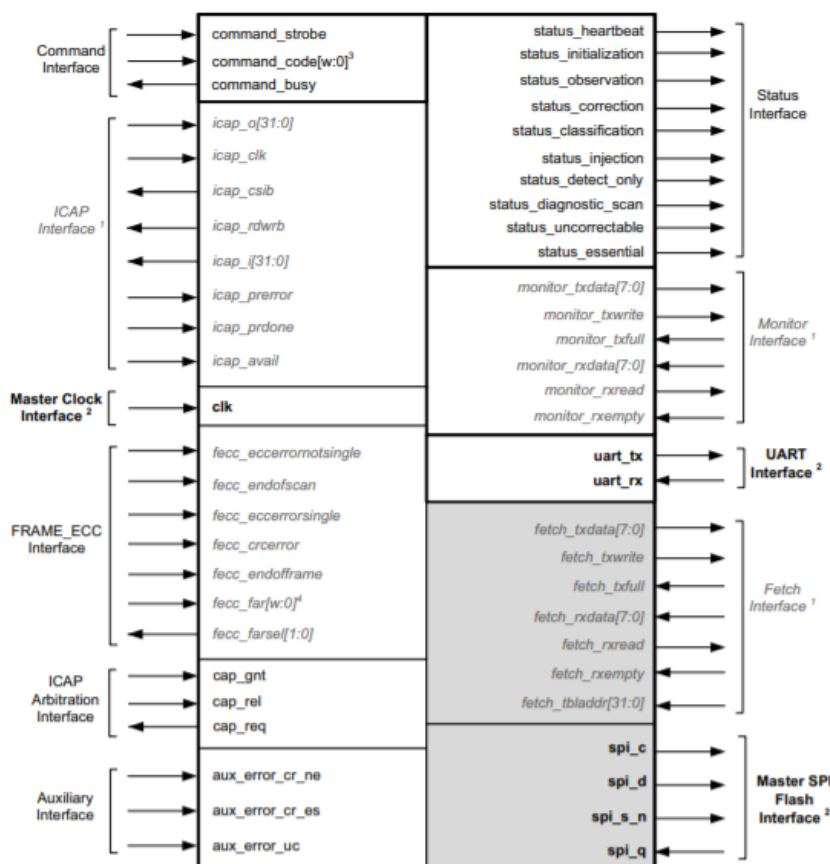 Command
Interface
command_strobe
command_code[w:0]3
command_busy
ICAP
Interface 1
icap_o[31:0]
icap_clk
icap_csib
icap_rdwrb
icap_i[31:0]
icap_prerror
icap_prdone
icap_avail
Master Clock
Interface 2
clk
FRAME_ECC
Interface
fecc_eccerrornotsingle
fecc_endofscan
fecc_eccerrorsingle
fecc_crcerror
fecc_endofframe
fecc_far[w:0]4
fecc_farsel[1:0]
ICAP
Arbitration
Interface
cap_gnt
cap_rel
cap_req
Auxiliary
Interface
aux_error_cr_ne
aux_error_cr_es
aux_error_uc
status_heartbeat
status_initialization
status_observation
status_correction
status_classification
status_injection
status_detect_only
status_diagnostic_scan
status_uncorrectable
status_essential
Status
Interface
monitor_txdata[7:0]
monitor_txwrite
monitor_txfull
monitor_rxdata[7:0]
monitor_rxread
monitor_rxempty
Monitor
Interface 1
uart_tx
uart_rx
UART
Interface 2
fetch_txdata[7:0]
fetch_txwrite
fetch_txfull
fetch_rxdata[7:0]
fetch_rxread
fetch_rxempty
fetch_tbladdr[31:0]
Fetch
Interface 1
spi_c
spi_d
spi_s_n
spi_q
Master SPI
Flash
Interface 2